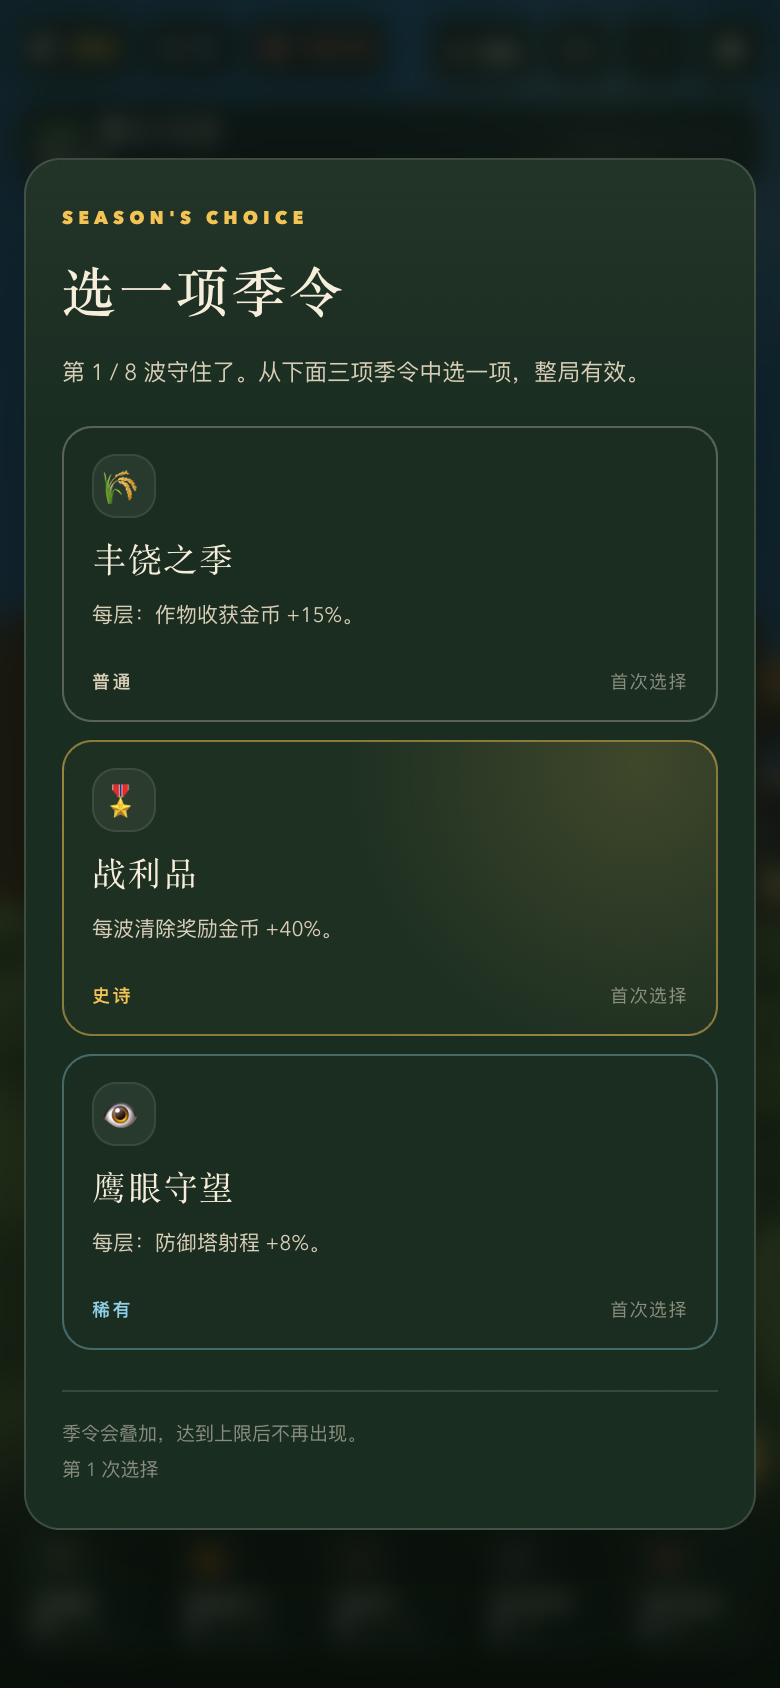 SEASON'S CHOICE
选一项季令
第 1 / 8 波守住了。从下面三项季令中选一项，整局有效。
丰饶之季
每层：作物收获金币 +15%。
普通
首次选择
战利品
每波清除奖励金币 +40%。
史诗
首次选择
鹰眼守望
每层：防御塔射程 +8%。
稀有
首次选择
季令会叠加，达到上限后不再出现。
第 1 次选择